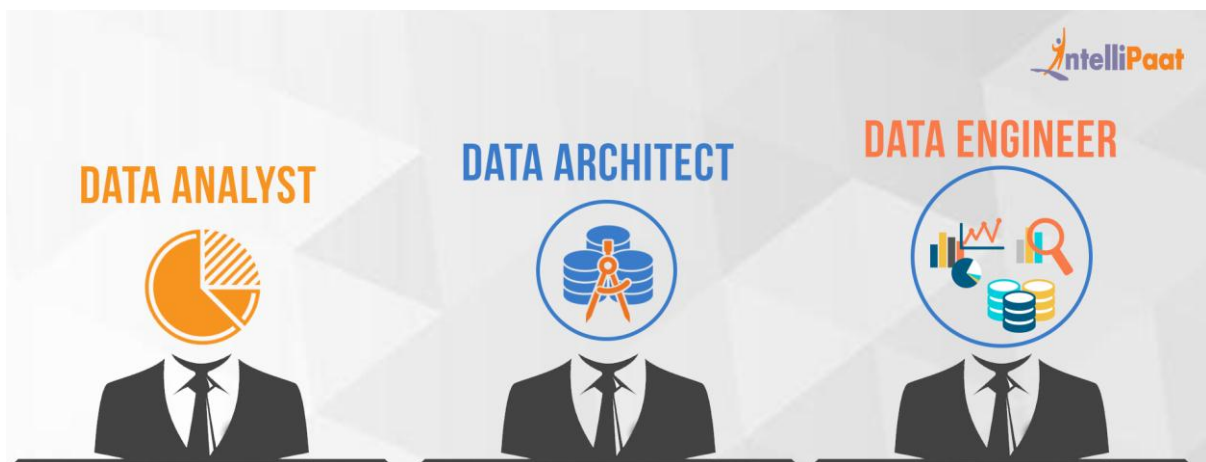 IntelliPaat
DATA ANALYST
DATA ARCHITECT
DATA ENGINEER